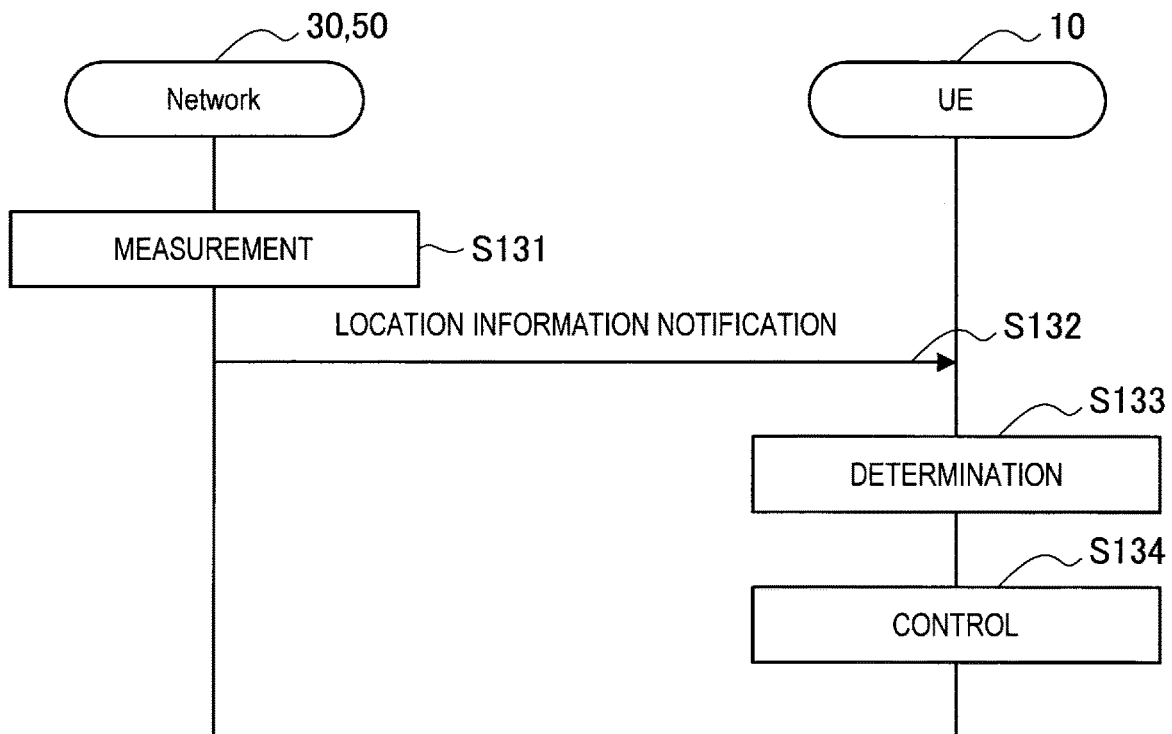 30,50
10
Network
UE
MEASUREMENT
S131
LOCATION INFORMATION NOTIFICATION
S132
S133
DETERMINATION
S134
CONTROL